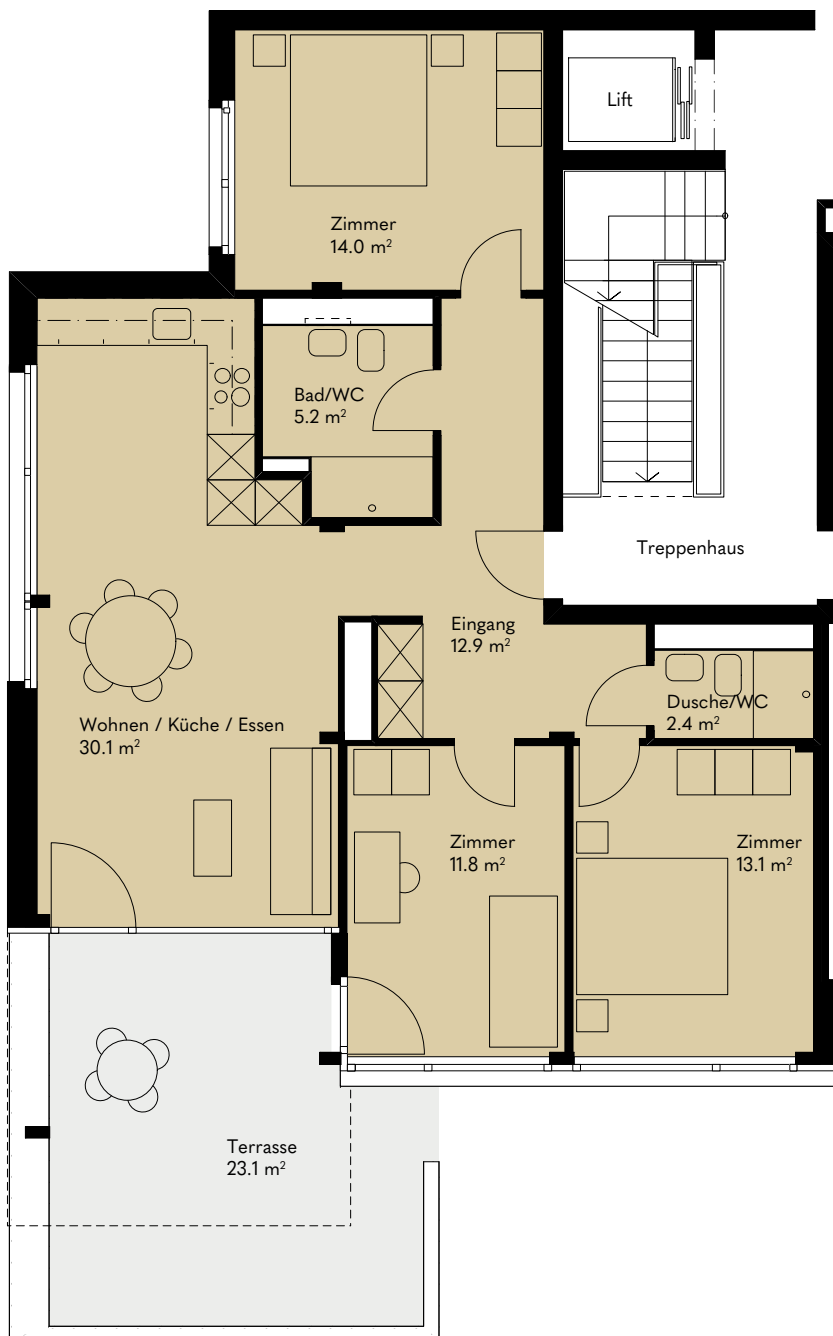 Lift
Zimmer
14.0 m²
Bad/WC
5.2 m²
Treppenhaus
Eingang
12.9 m²
Dusche/WC
2.4 m²
Wohnen / Küche / Essen
30.1 m²
Zimmer
11.8 m²
Zimmer
13.1 m²
Terrasse
23.1 m²